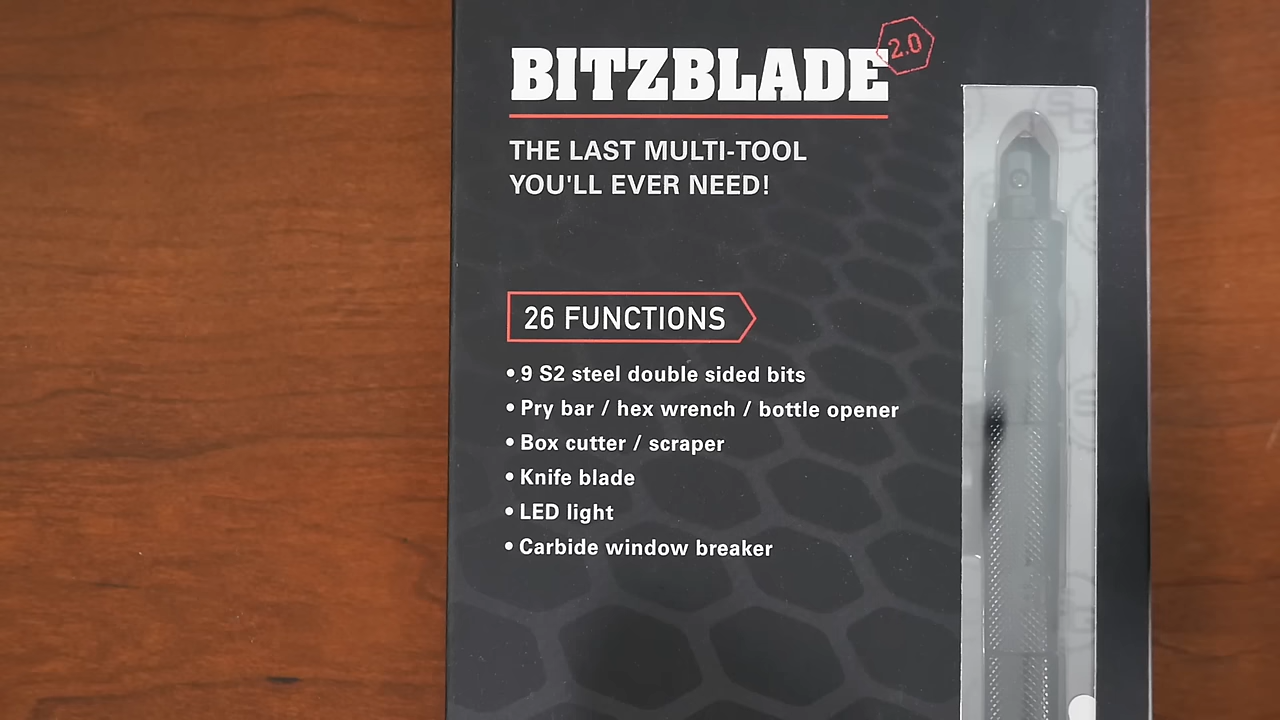 BITZBLADE 2.0
THE LAST MULTI-TOOL
YOU'LL EVER NEED!
26 FUNCTIONS
• 9 S2 steel double sided bits
• Pry bar / hex wrench / bottle opener
• Box cutter / scraper
• Knife blade
• LED light
• Carbide window breaker